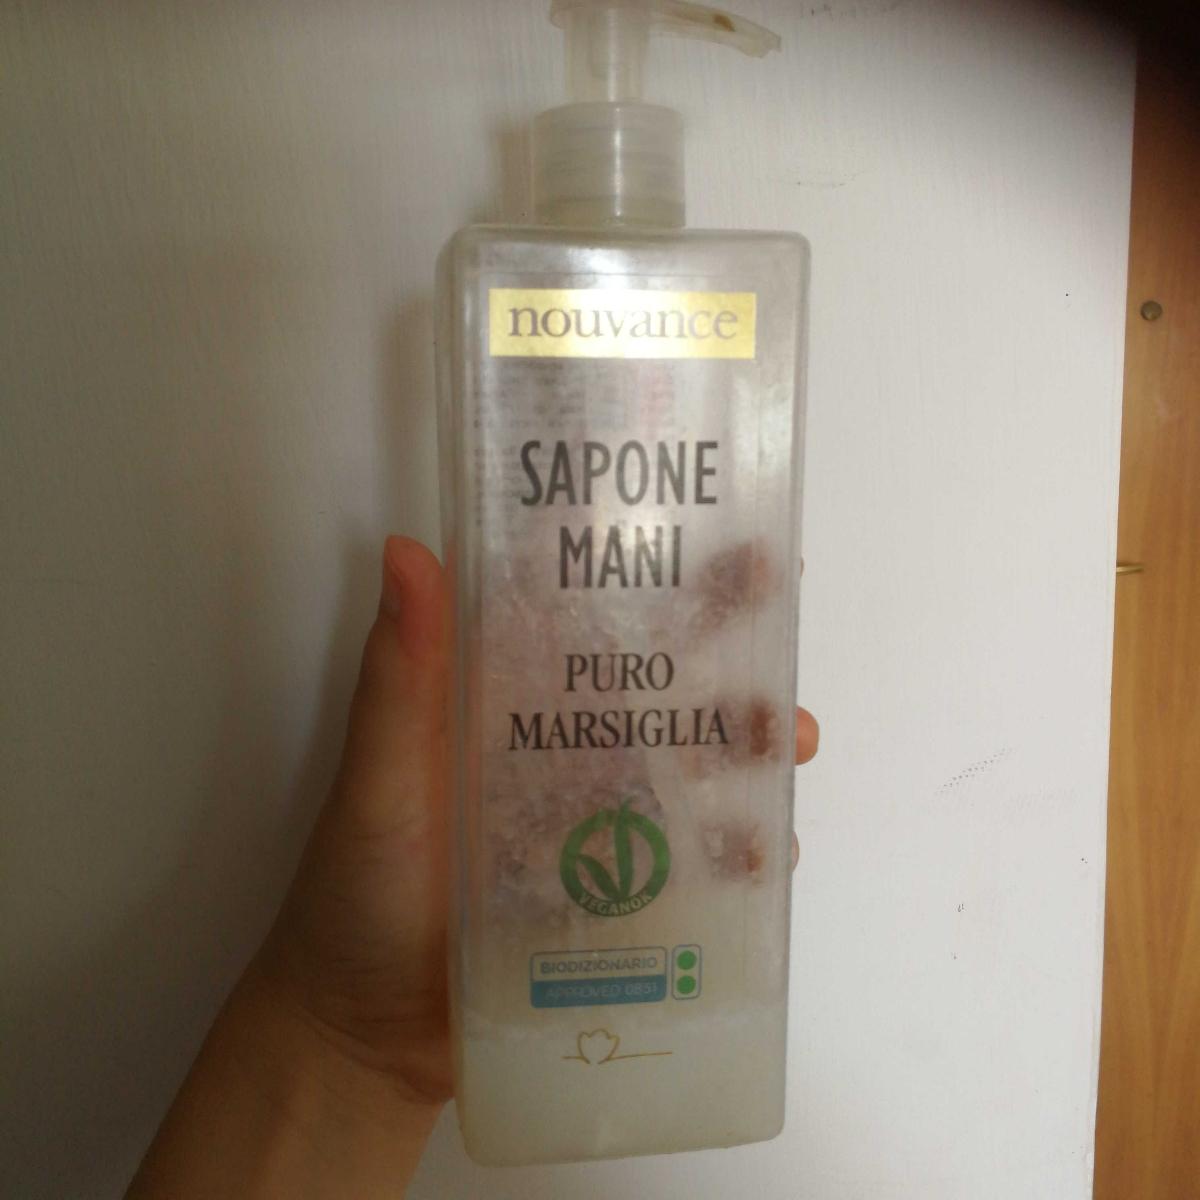 nouvance
SAPONE
MANI
PURO
MARSIGLIA
VEGANOK
BIODIZIONARIO
APPROVED 0851